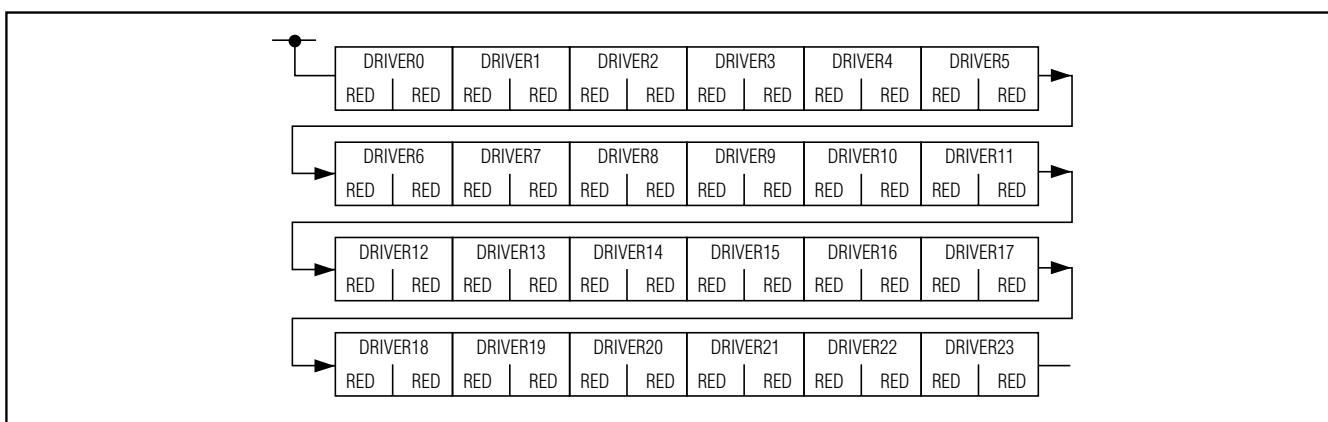 DRIVER0 DRIVER1 DRIVER2 DRIVER3 DRIVER4 DRIVER5
RED RED RED RED RED RED RED RED RED RED RED RED
DRIVER6 DRIVER7 DRIVER8 DRIVER9 DRIVER10 DRIVER11
RED RED RED RED RED RED RED RED RED RED RED RED
DRIVER12 DRIVER13 DRIVER14 DRIVER15 DRIVER16 DRIVER17
RED RED RED RED RED RED RED RED RED RED RED RED
DRIVER18 DRIVER19 DRIVER20 DRIVER21 DRIVER22 DRIVER23
RED RED RED RED RED RED RED RED RED RED RED RED